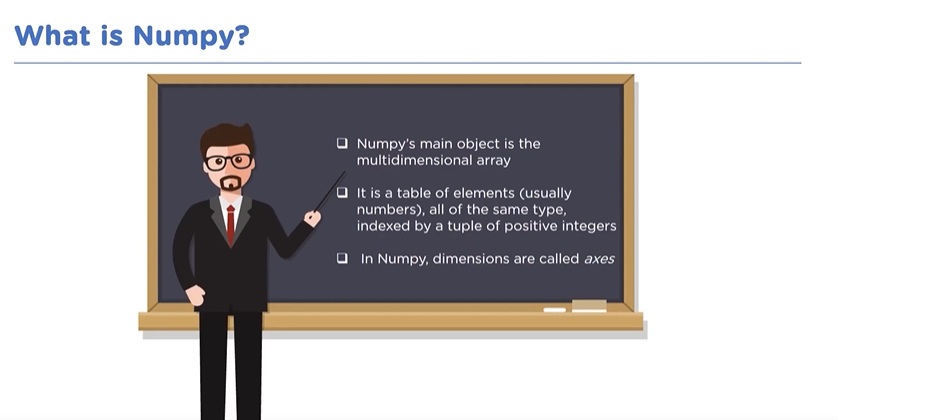 What is Numpy?
❑ Numpy's main object is the
multidimensional array
❑ It is a table of elements (usually
numbers), all of the same type,
indexed by a tuple of positive integers
❑ In Numpy, dimensions are called axes